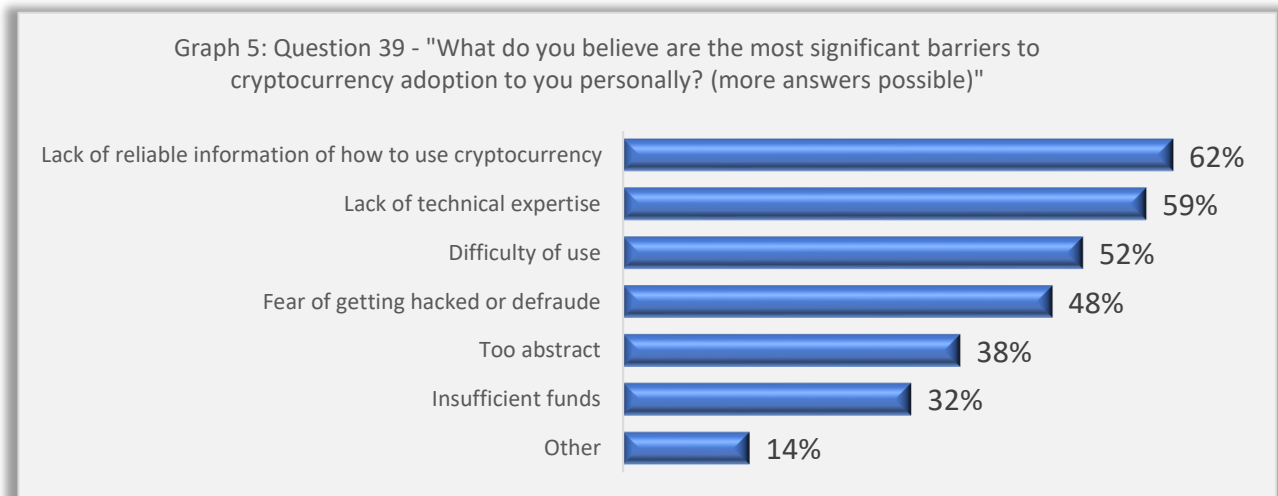 Graph 5: Question 39 - "What do you believe are the most significant barriers to
cryptocurrency adoption to you personally? (more answers possible)"
Lack of reliable information of how to use cryptocurrency 62%
Lack of technical expertise 59%
Difficulty of use 52%
Fear of getting hacked or defraude 48%
Too abstract 38%
Insufficient funds 32%
Other 14%